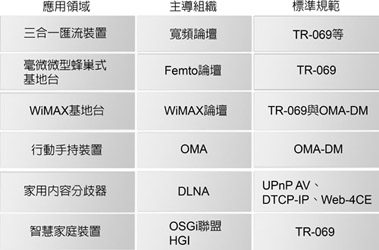 應用領域 主導組織 標準規範
三合一匯流裝置 寬頻論壇 TR-069等
毫微微型蜂巢式
基地台 Femto論壇 TR-069
WiMAX基地台 WiMAX論壇 TR-069與OMA-DM
行動手持裝置 OMA OMA-DM
家用內容分歧器 DLNA UPnP AV、
DTCP-IP、Web-4CE
智慧家庭裝置 OSGi聯盟
HGI TR-069